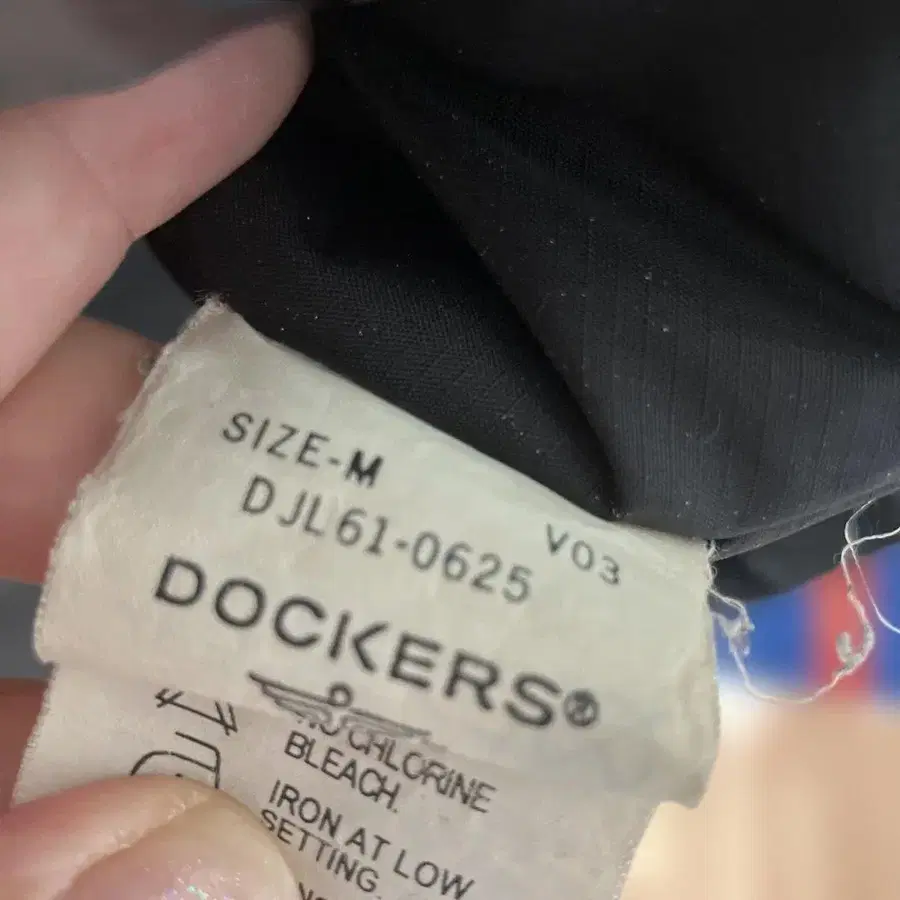 SIZE-M
DJL61-0625
V03
DOCKERS®
CHLORINE
BLEACH.
IRON AT LOW
SETTING